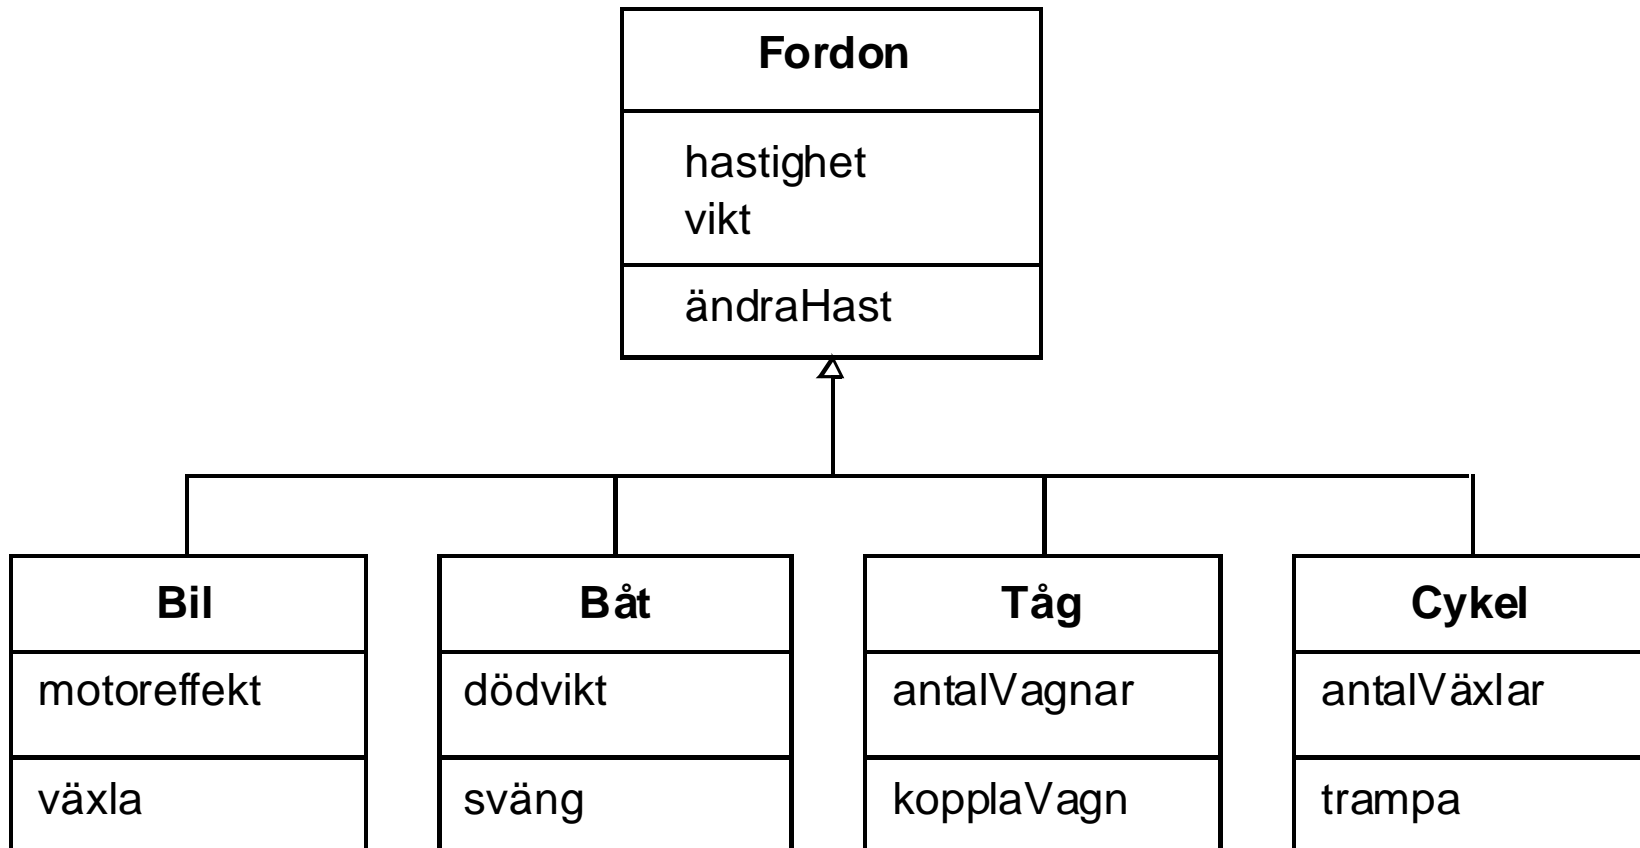 Fordon
hastighet
vikt
ändraHast
Bil
motoreffekt
växla
Båt
dödvikt
sväng
Tåg
antalVagnar
kopplaVagn
Cykel
antalVäxlar
trampa